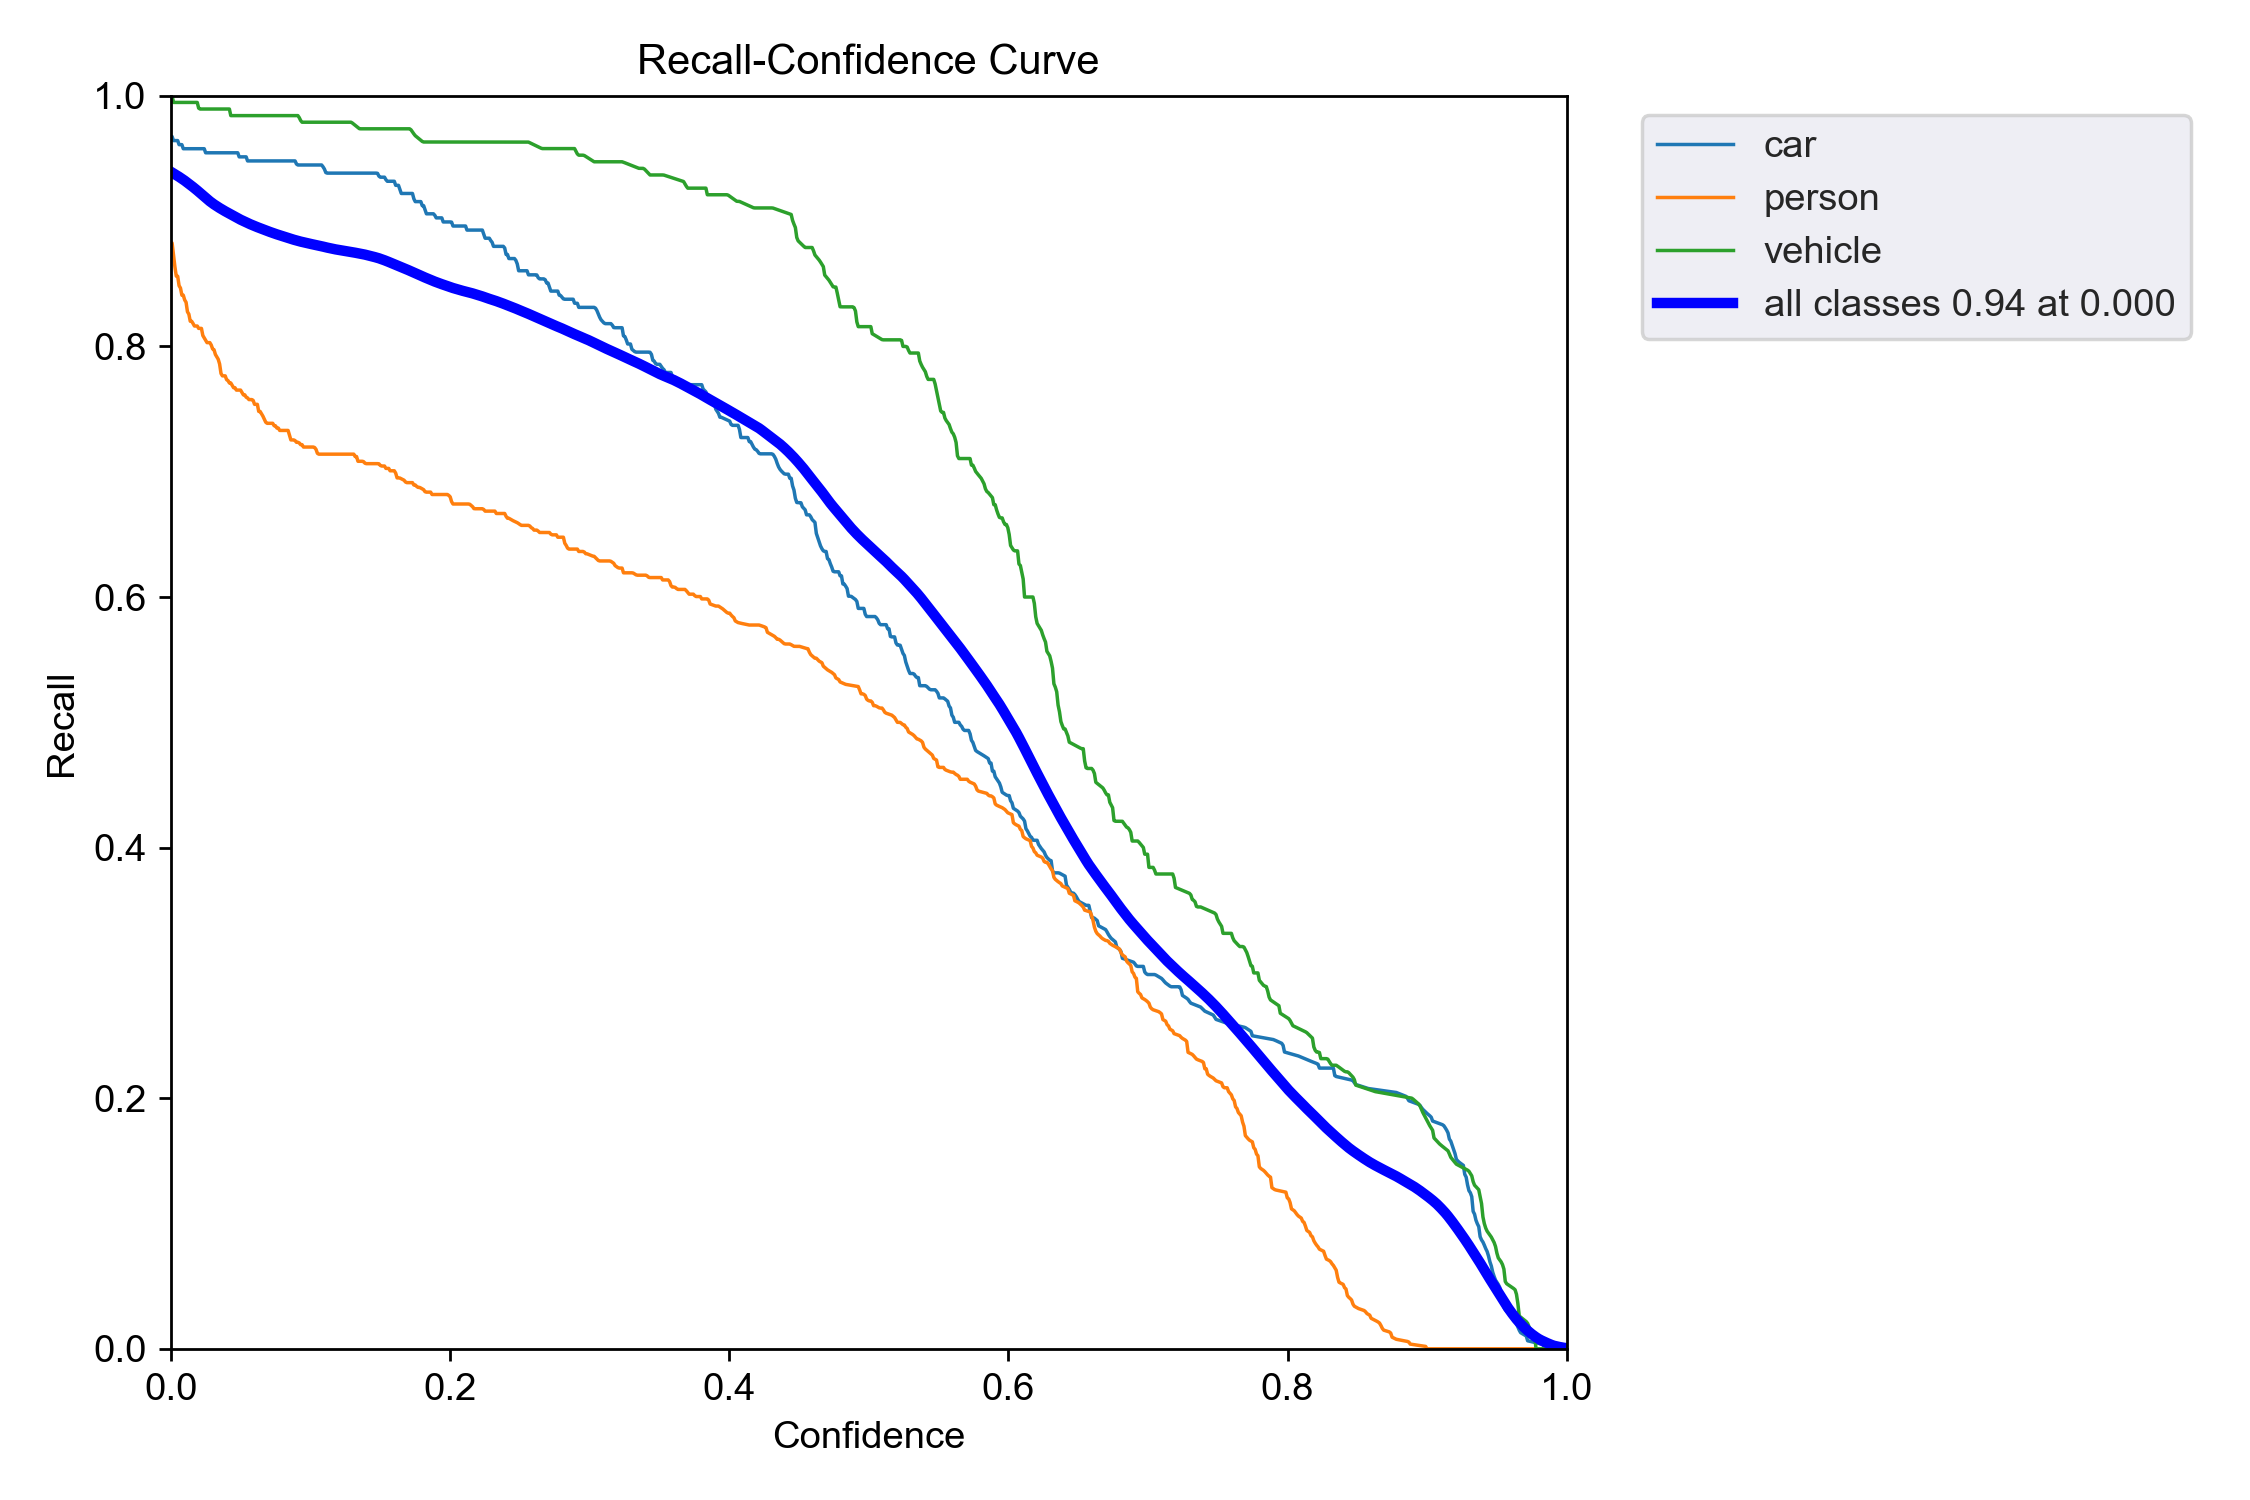 Recall-Confidence Curve
1.0
0.8
0.6
0.4
0.2
0.0
Recall
0.0 0.2 0.4 0.6 0.8 1.0
Confidence
car
person
vehicle
all classes 0.94 at 0.000